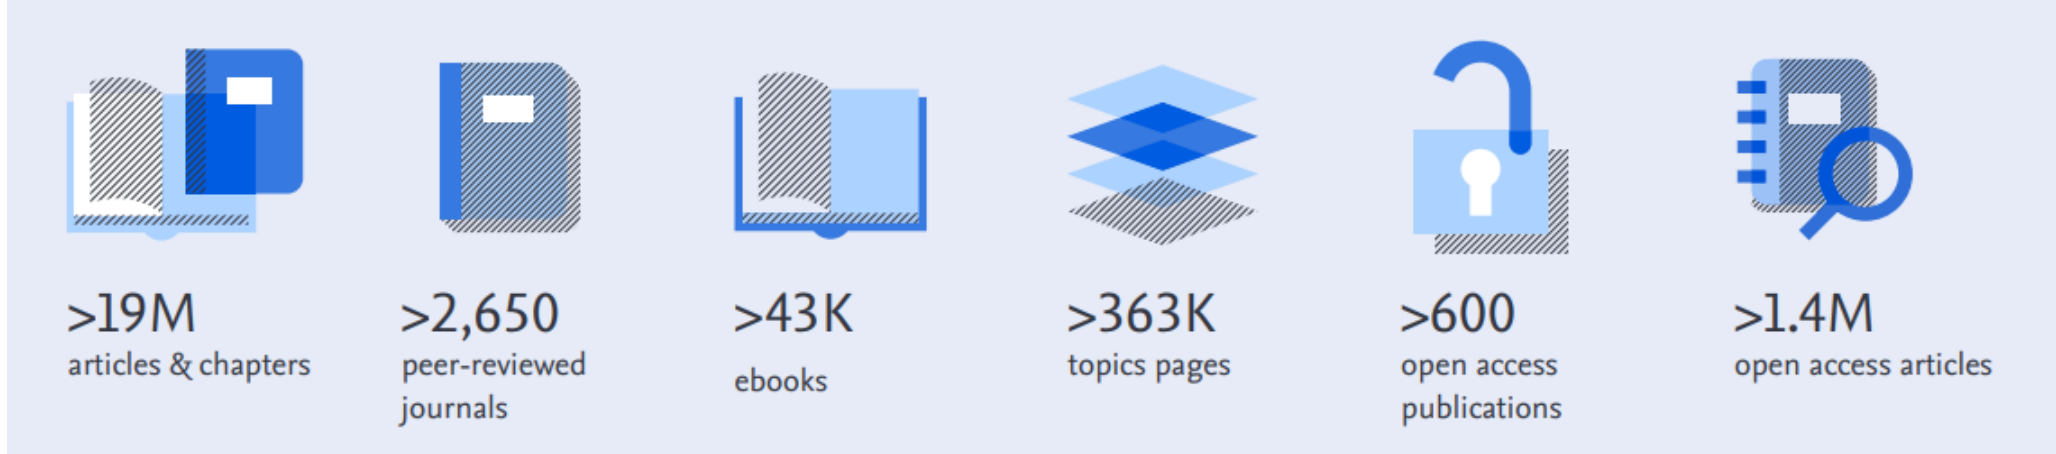 >19M
articles & chapters
>2,650
peer-reviewed
journals
>43K
ebooks
>363K
topics pages
>600
open access
publications
>1.4M
open access articles